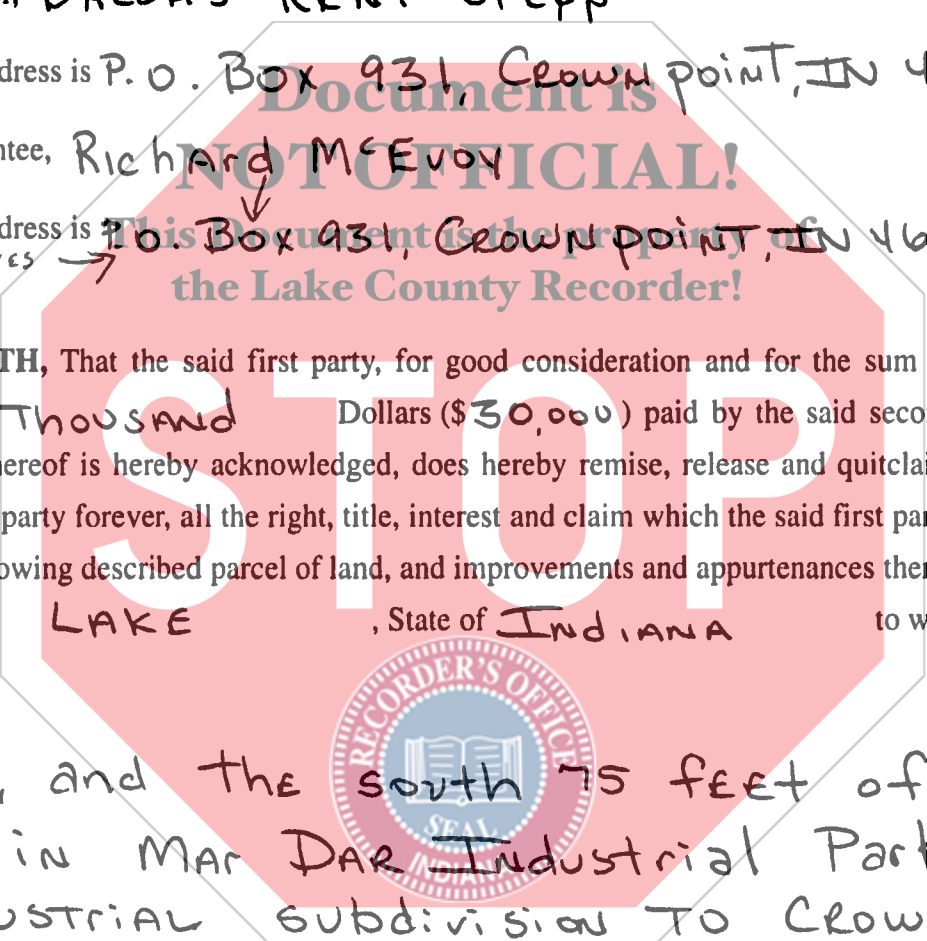 DALLAS KENT Stepp
dress is P.O. Box 931, CROWN POINT, IN 4
Document is
ntee, RichARd McEvoy
NOT OFFICIAL!
dress is P.O. Box 931, CROWN POINT, IN 46
This Document is the property of
ES
the Lake County Recorder!
TH, That the said first party, for good consideration and for the sum
Thousand Dollars ($30,000) paid by the said seco
ereof is hereby acknowledged, does hereby remise, release and quitclai
party forever, all the right, title, interest and claim which the said first par
owing described parcel of land, and improvements and appurtenances ther
LAKE , State of INdiANA to w
STOP
RECORDER'S OFFICE
SEAL
INDIANA
, and the south 75 feet of
in MAr DAR Industrial Park
USTriAL subdivision TO CROW